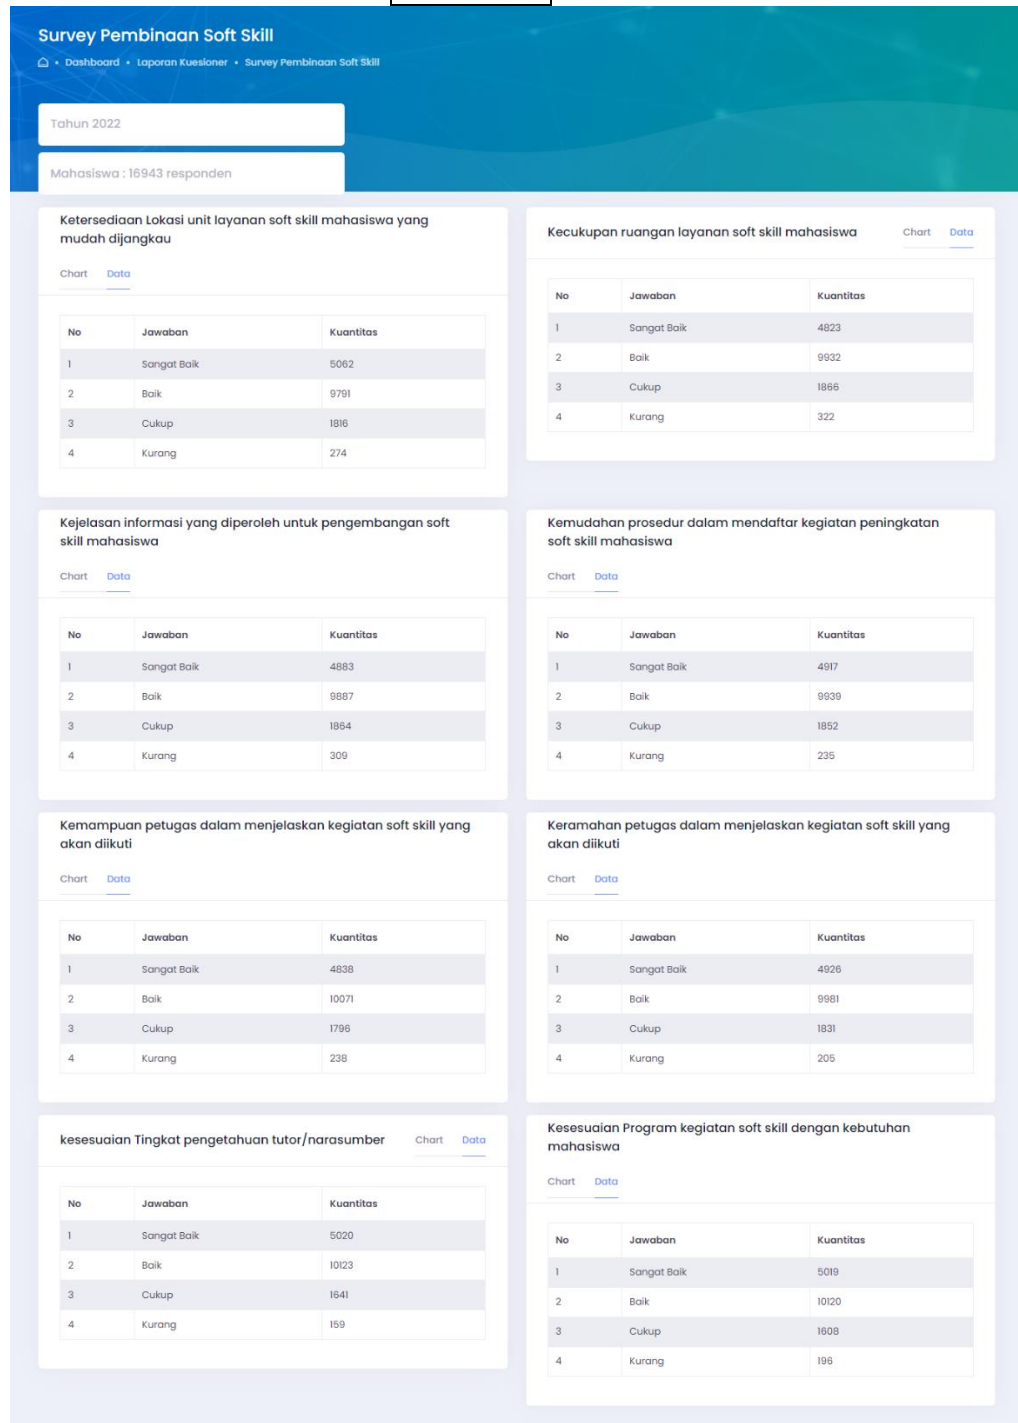 Survey Pembinaan Soft Skill
Dashboard • Laporan Kuesioner • Survey Pembinaan Soft Skill
Tahun 2022
Mahasiswa : 16943 responden
Ketersediaan Lokasi unit layanan soft skill mahasiswa yang
mudah dijangkau
Chart Data
No Jawaban Kuantitas
1 Sangat Baik 5062
2 Baik 9791
3 Cukup 1816
4 Kurang 274
Kecukupan ruangan layanan soft skill mahasiswa Chart Data
No Jawaban Kuantitas
1 Sangat Baik 4823
2 Baik 9932
3 Cukup 1866
4 Kurang 322
Kejelasan informasi yang diperoleh untuk pengembangan soft
skill mahasiswa
Chart Data
No Jawaban Kuantitas
1 Sangat Baik 4883
2 Baik 9887
3 Cukup 1864
4 Kurang 309
Kemudahan prosedur dalam mendaftar kegiatan peningkatan
soft skill mahasiswa
Chart Data
No Jawaban Kuantitas
1 Sangat Baik 4917
2 Baik 9939
3 Cukup 1852
4 Kurang 235
Kemampuan petugas dalam menjelaskan kegiatan soft skill yang
akan diikuti
Chart Data
No Jawaban Kuantitas
1 Sangat Baik 4838
2 Baik 10071
3 Cukup 1796
4 Kurang 238
Keramahan petugas dalam menjelaskan kegiatan soft skill yang
akan diikuti
Chart Data
No Jawaban Kuantitas
1 Sangat Baik 4926
2 Baik 9981
3 Cukup 1831
4 Kurang 205
kesesuaian Tingkat pengetahuan tutor/narasumber Chart Data
No Jawaban Kuantitas
1 Sangat Baik 5020
2 Baik 10123
3 Cukup 1641
4 Kurang 159
Kesesuaian Program kegiatan soft skill dengan kebutuhan
mahasiswa
Chart Data
No Jawaban Kuantitas
1 Sangat Baik 5019
2 Baik 10120
3 Cukup 1608
4 Kurang 196